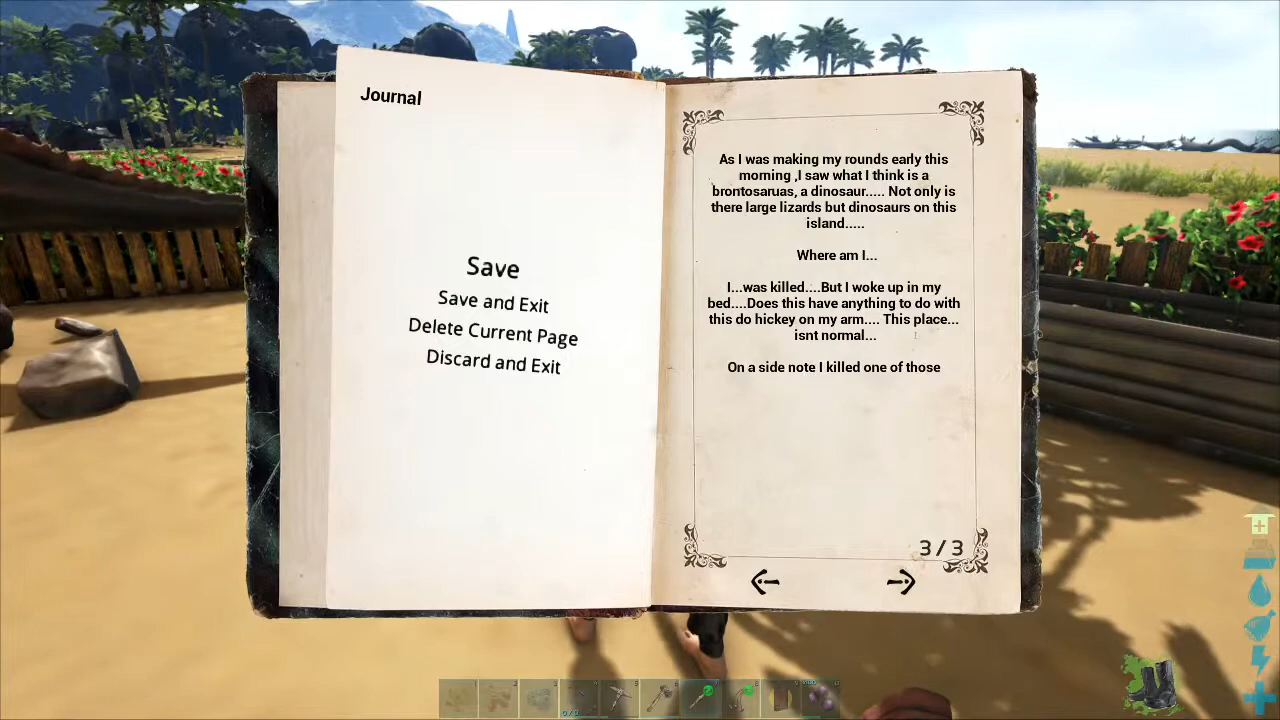 Journal
Save
Save and Exit
Delete Current Page
Discard and Exit
As I was making my rounds early this
morning ,I saw what I think is a
brontosaruas, a dinosaur..... Not only is
there large lizards but dinosaurs on this
island.....
Where am I...
I...was killed....But I woke up in my
bed....Does this have anything to do with
this do hickey on my arm.... This place...
isnt normal...
On a side note I killed one of those
3 / 3